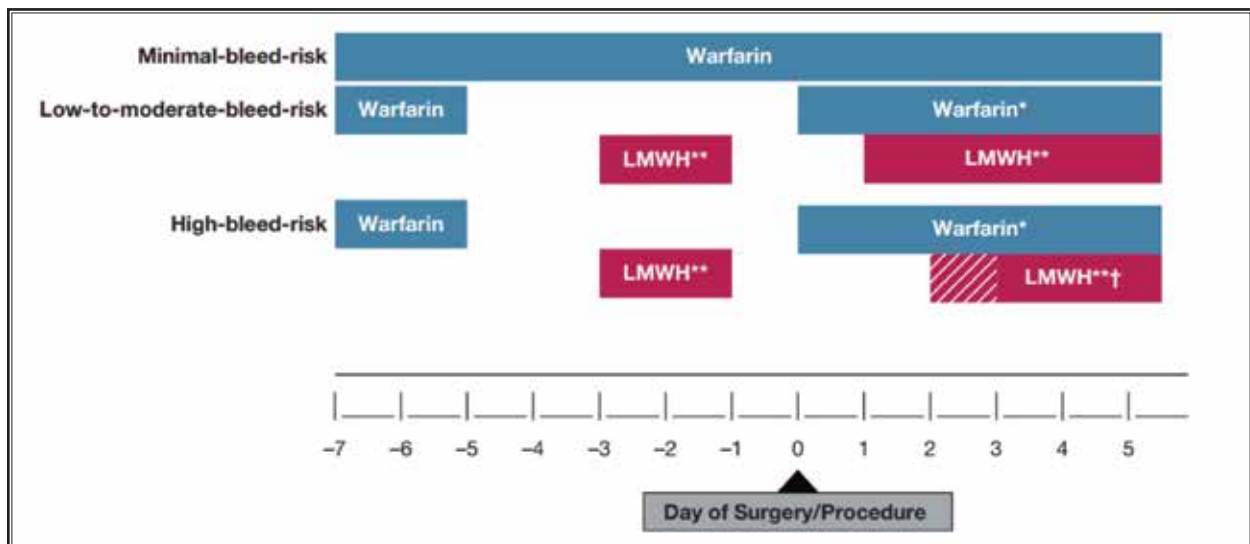 Minimal-bleed-risk Warfarin
Low-to-moderate-bleed-risk Warfarin Warfarin*
LMWH** LMWH**
High-bleed-risk Warfarin Warfarin*
LMWH** LMWH**†
–7 –6 –5 –4 –3 –2 –1 0 1 2 3 4 5
Day of Surgery/Procedure